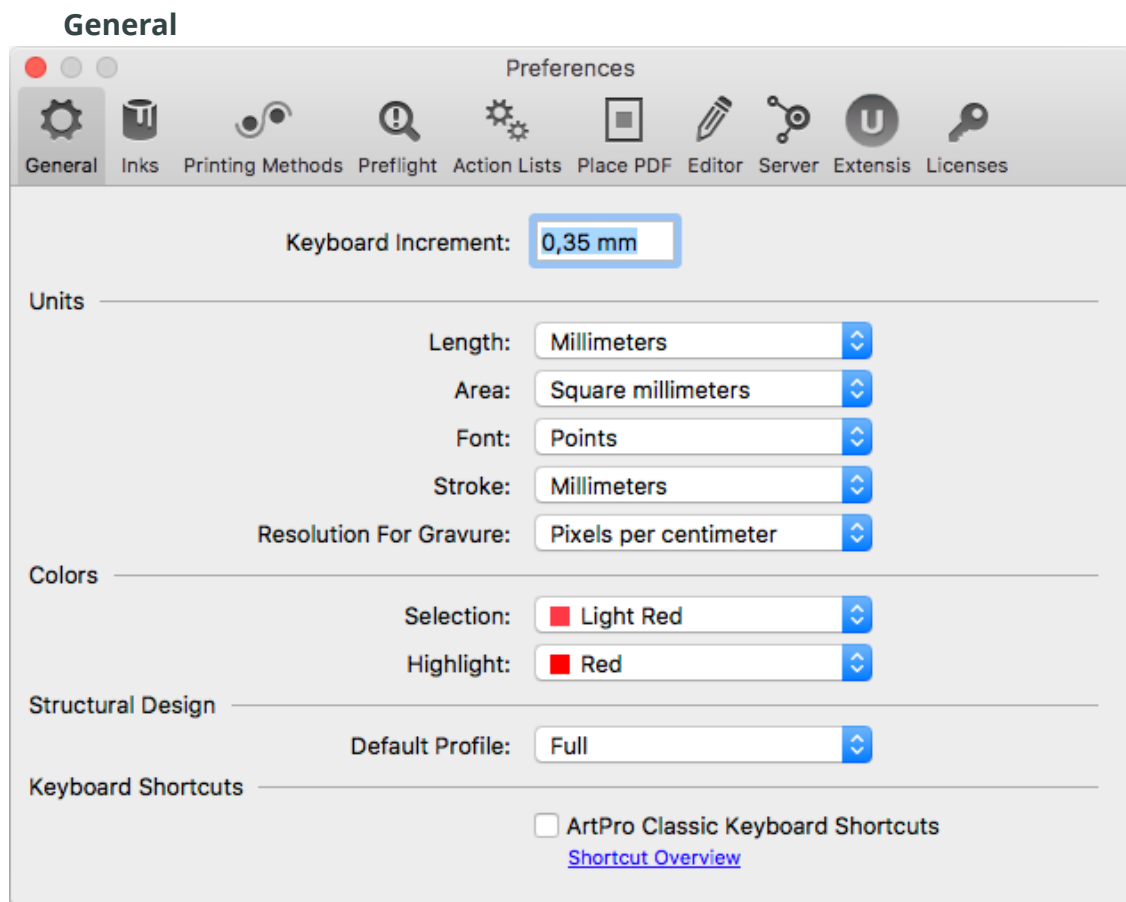 General
Preferences
General Inks Printing Methods Preflight Action Lists Place PDF Editor Server Extensis Licenses
Keyboard Increment: 0,35 mm
Units
Length: Millimeters
Area: Square millimeters
Font: Points
Stroke: Millimeters
Resolution For Gravure: Pixels per centimeter
Colors
Selection: Light Red
Highlight: Red
Structural Design
Default Profile: Full
Keyboard Shortcuts
ArtPro Classic Keyboard Shortcuts
Shortcut Overview